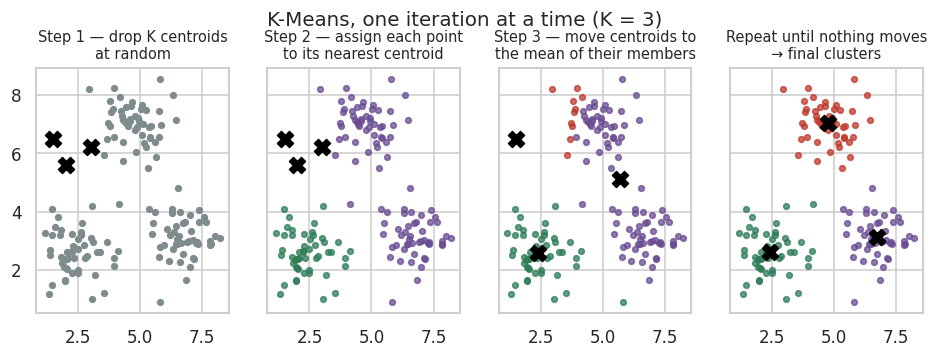 K-Means, one iteration at a time (K = 3)
Step 1 — drop K centroids
at random
Step 2 — assign each point
to its nearest centroid
Step 3 — move centroids to
the mean of their members
Repeat until nothing moves
→ final clusters
8
6
4
2
2.5 5.0 7.5
2.5 5.0 7.5
2.5 5.0 7.5
2.5 5.0 7.5